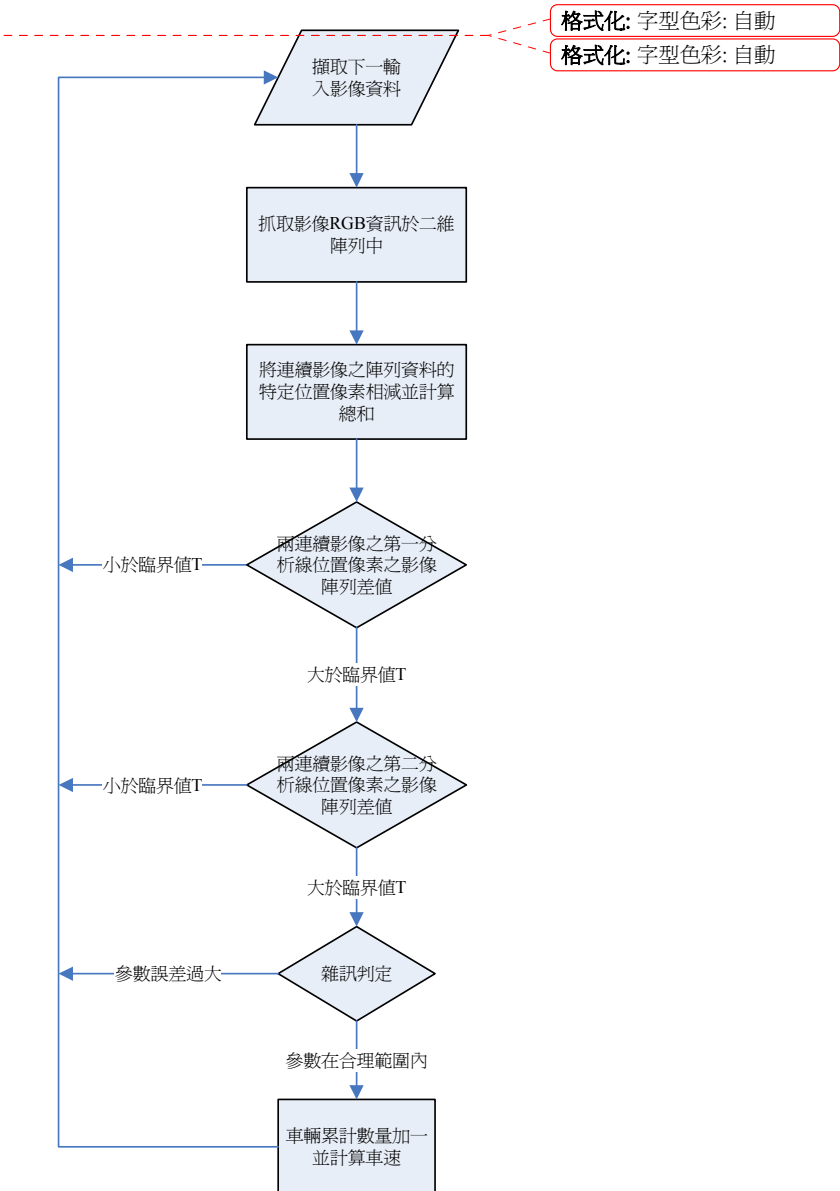 格式化: 字型色彩: 自動
格式化: 字型色彩: 自動
擷取下一輸
入影像資料
抓取影像RGB資訊於二維
陣列中
將連續影像之陣列資料的
特定位置像素相減並計算
總和
兩連續影像之第一分
析線位置像素之影像
陣列差值
小於臨界值T
大於臨界值T
兩連續影像之第二分
析線位置像素之影像
陣列差值
小於臨界值T
大於臨界值T
雜訊判定
參數誤差過大
參數在合理範圍內
車輛累計數量加一
並計算車速